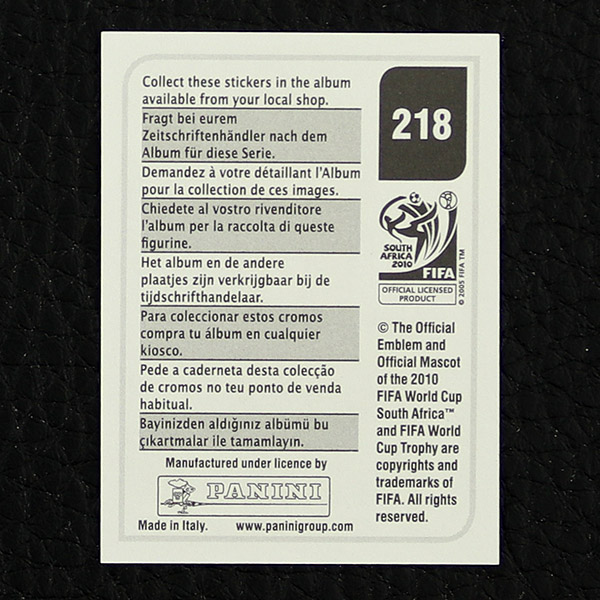 Collect these stickers in the album
available from your local shop.
Fragt bei eurem
Zeitschriftenhändler nach dem
Album für diese Serie.
Demandez à votre détaillant l'Album
pour la collection de ces images.
Chiedete al vostro rivenditore
l'album per la raccolta di queste
figurine.
Het album en de andere
plaatjes zijn verkrijgbaar bij de
tijdschrifthandelaar.
Para coleccionar estos cromos
compra tu álbum en cualquier
kiosco.
Pede a caderneta desta colecção
de cromos no teu ponto de venda
habitual.
Bayinizden aldığınız albümü bu
çıkartmalar ile tamamlayın.
Manufactured under licence by
PANINI
Made in Italy. www.paninigroup.com
218
SOUTH
AFRICA
2010
FIFA
OFFICIAL LICENSED
PRODUCT
© 2005 FIFA TM
© The Official
Emblem and
Official Mascot
of the 2010
FIFA World Cup
South Africa™
and FIFA World
Cup Trophy are
copyrights and
trademarks of
FIFA. All rights
reserved.